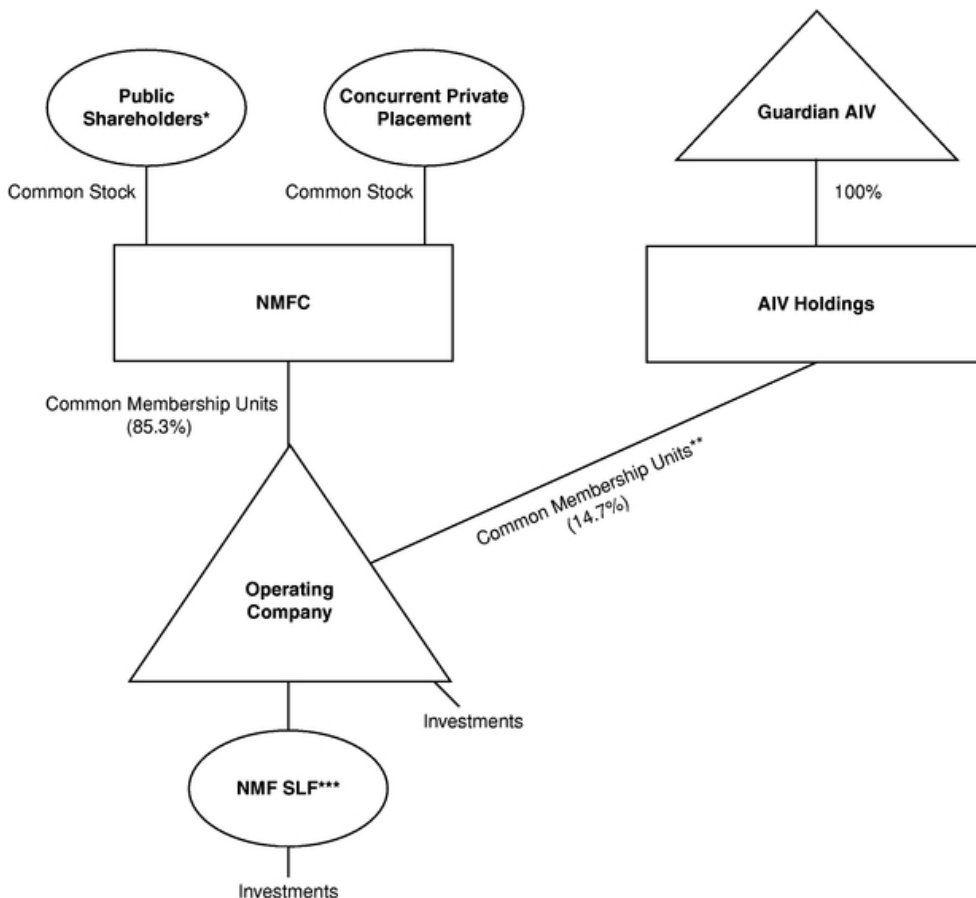 Public
Shareholders*
Concurrent Private
Placement
Guardian AIV
Common Stock
Common Stock
100%
NMFC
AIV Holdings
Common Membership Units
(85.3%)
Common Membership Units**
(14.7%)
Operating
Company
Investments
NMF SLF***
Investments